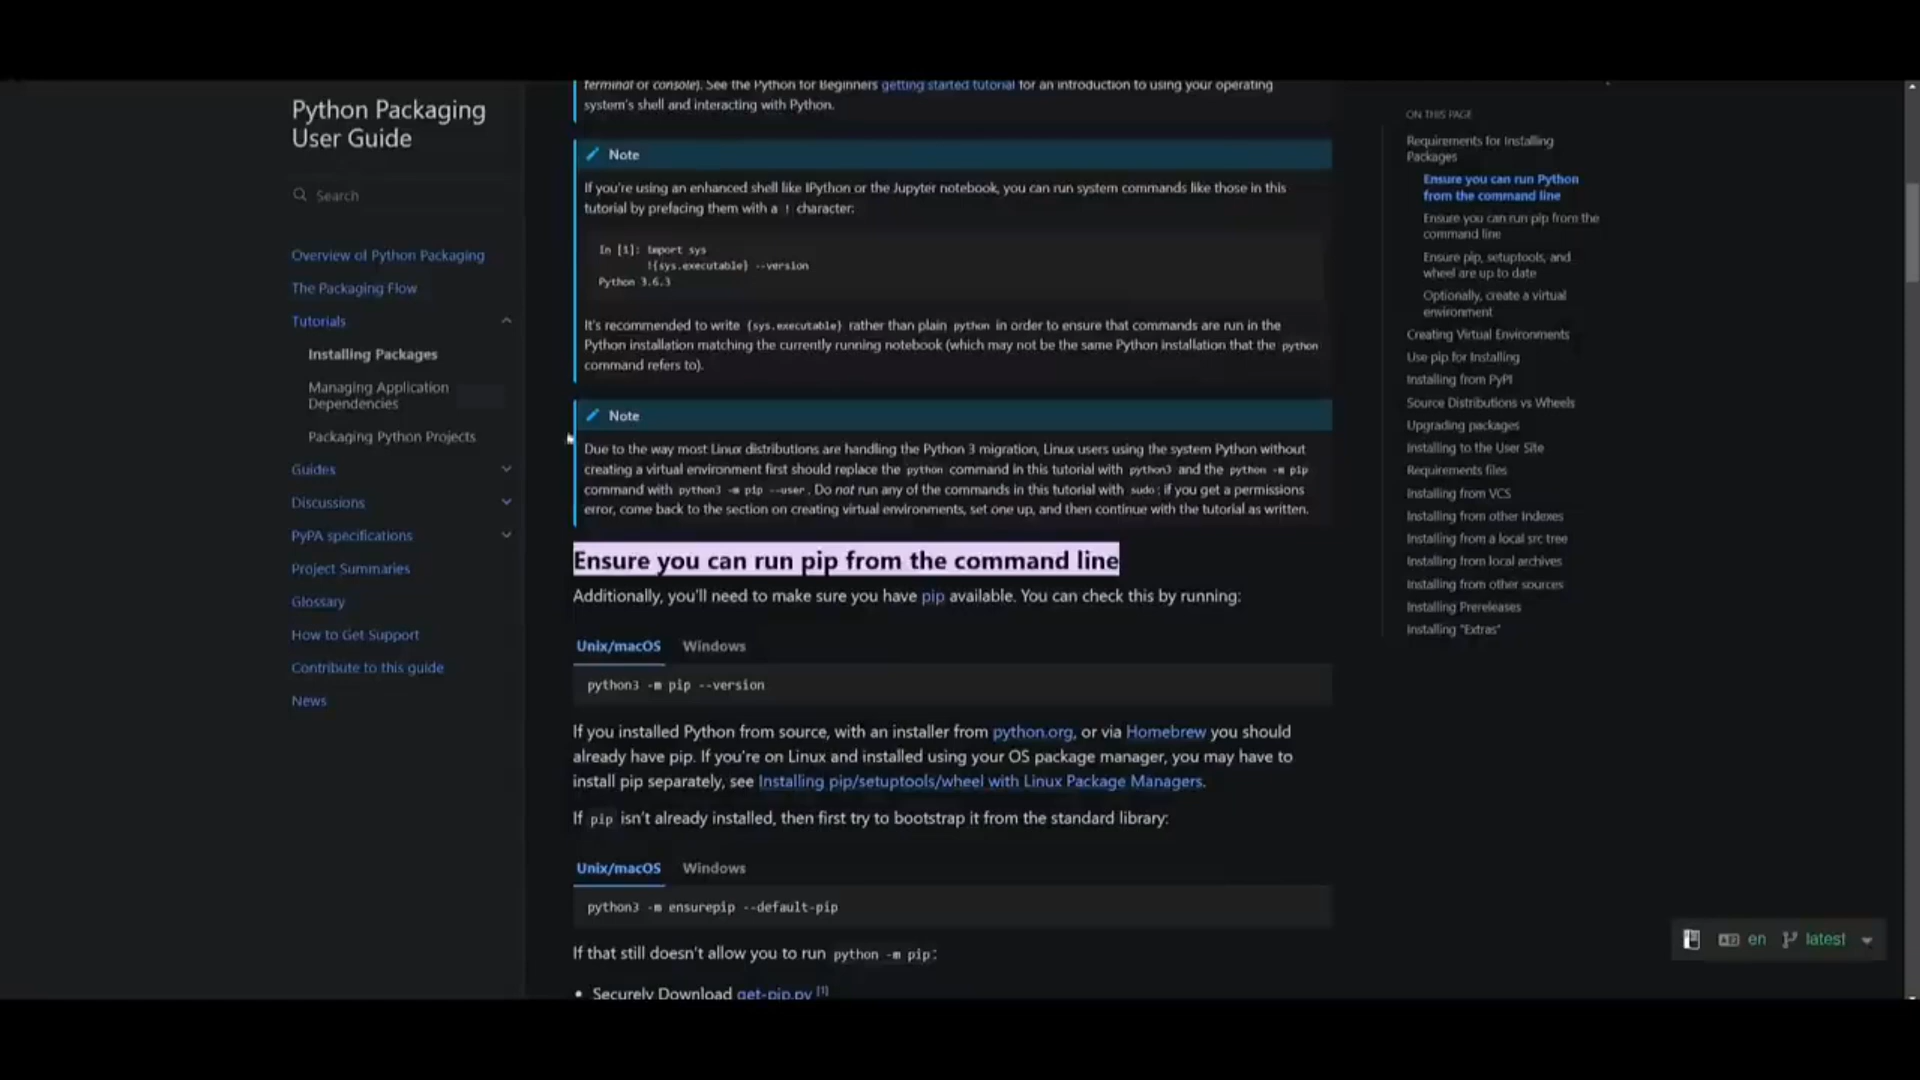 Python Packaging
User Guide
Search
Overview of Python Packaging
The Packaging Flow
Tutorials
Installing Packages
Managing Application
Dependencies
Packaging Python Projects
Guides
Discussions
PyPA specifications
Project Summaries
Glossary
How to Get Support
Contribute to this guide
News
terminal or console). See the Python for Beginners getting started tutorial for an introduction to using your operating
system's shell and interacting with Python.
Note
If you're using an enhanced shell like IPython or the Jupyter notebook, you can run system commands like those in this
tutorial by prefacing them with a ! character:
In [1]: import sys
!{sys.executable} --version
Python 3.6.3
It's recommended to write {sys.executable} rather than plain python in order to ensure that commands are run in the
Python installation matching the currently running notebook (which may not be the same Python installation that the python
command refers to).
Note
Due to the way most Linux distributions are handling the Python 3 migration, Linux users using the system Python without
creating a virtual environment first should replace the python command in this tutorial with python3 and the python -m pip
command with python3 -m pip --user. Do not run any of the commands in this tutorial with sudo: if you get a permissions
error, come back to the section on creating virtual environments, set one up, and then continue with the tutorial as written.
Ensure you can run pip from the command line
Additionally, you'll need to make sure you have pip available. You can check this by running:
Unix/macOS Windows
python3 -m pip --version
If you installed Python from source, with an installer from python.org, or via Homebrew you should
already have pip. If you're on Linux and installed using your OS package manager, you may have to
install pip separately, see Installing pip/setuptools/wheel with Linux Package Managers.
If pip isn't already installed, then first try to bootstrap it from the standard library:
Unix/macOS Windows
python3 -m ensurepip --default-pip
If that still doesn't allow you to run python -m pip:
• Securely Download get-pip.py [1]
ON THIS PAGE
Requirements for Installing
Packages
Ensure you can run Python
from the command line
Ensure you can run pip from the
command line
Ensure pip, setuptools, and
wheel are up to date
Optionally, create a virtual
environment
Creating Virtual Environments
Use pip for Installing
Installing from PyPI
Source Distributions vs Wheels
Upgrading packages
Installing to the User Site
Requirements files
Installing from VCS
Installing from other Indexes
Installing from a local src tree
Installing from local archives
Installing from other sources
Installing Prereleases
Installing "Extras"
en latest